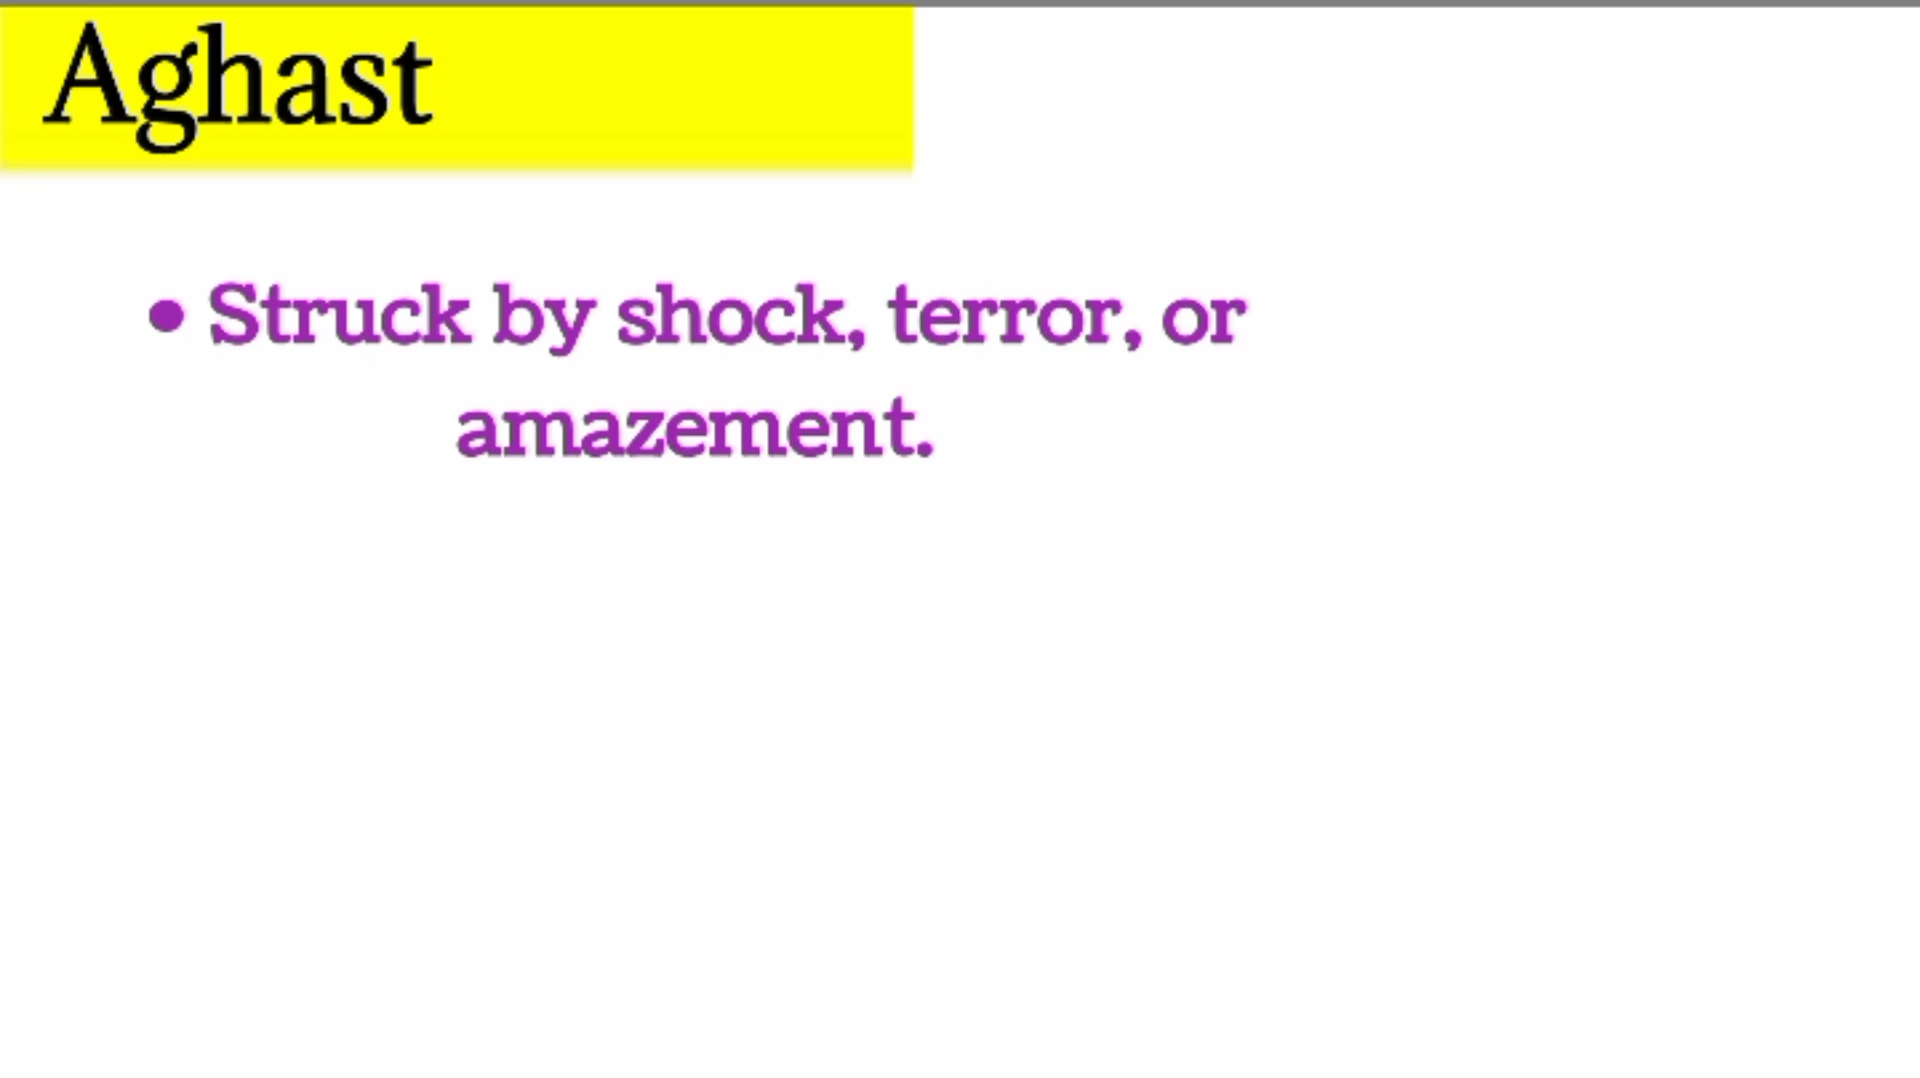 Aghast
• Struck by shock, terror, or
amazement.